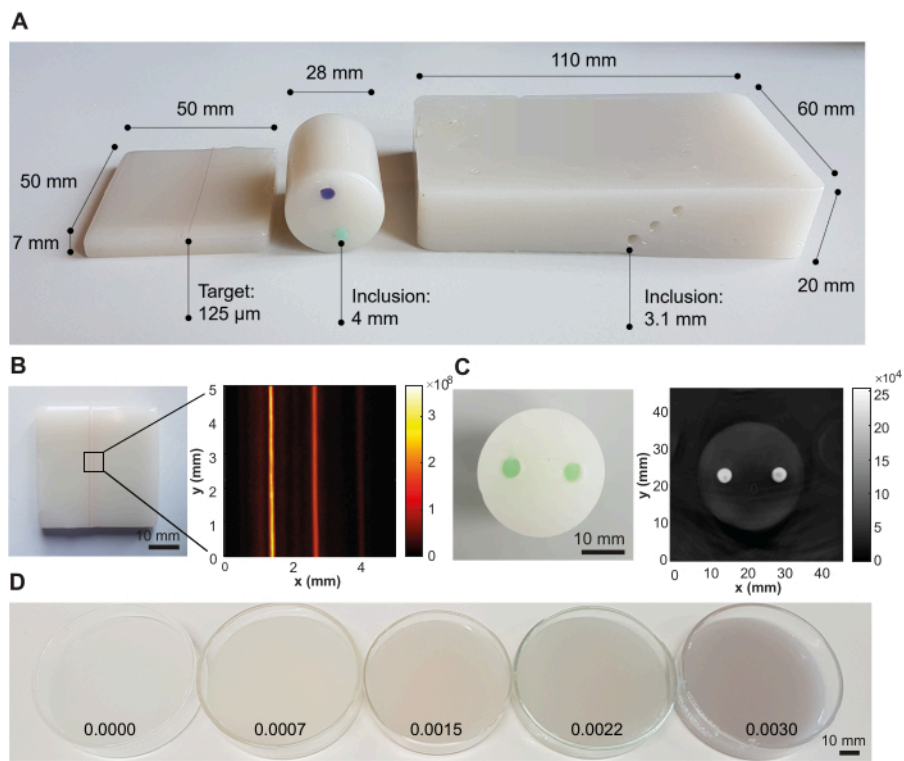 A
28 mm
110 mm
50 mm
60 mm
50 mm
7 mm
20 mm
Target:
125 µm
Inclusion:
4 mm
Inclusion:
3.1 mm
B
10 mm
y (mm)
5
4
3
2
1
0
0
2
4
x (mm)
×10⁸
3
2
1
0
C
10 mm
y (mm)
40
30
20
10
0
0
10
20
30
40
x (mm)
×10⁴
25
20
15
10
5
0
D
0.0000
0.0007
0.0015
0.0022
0.0030
10 mm